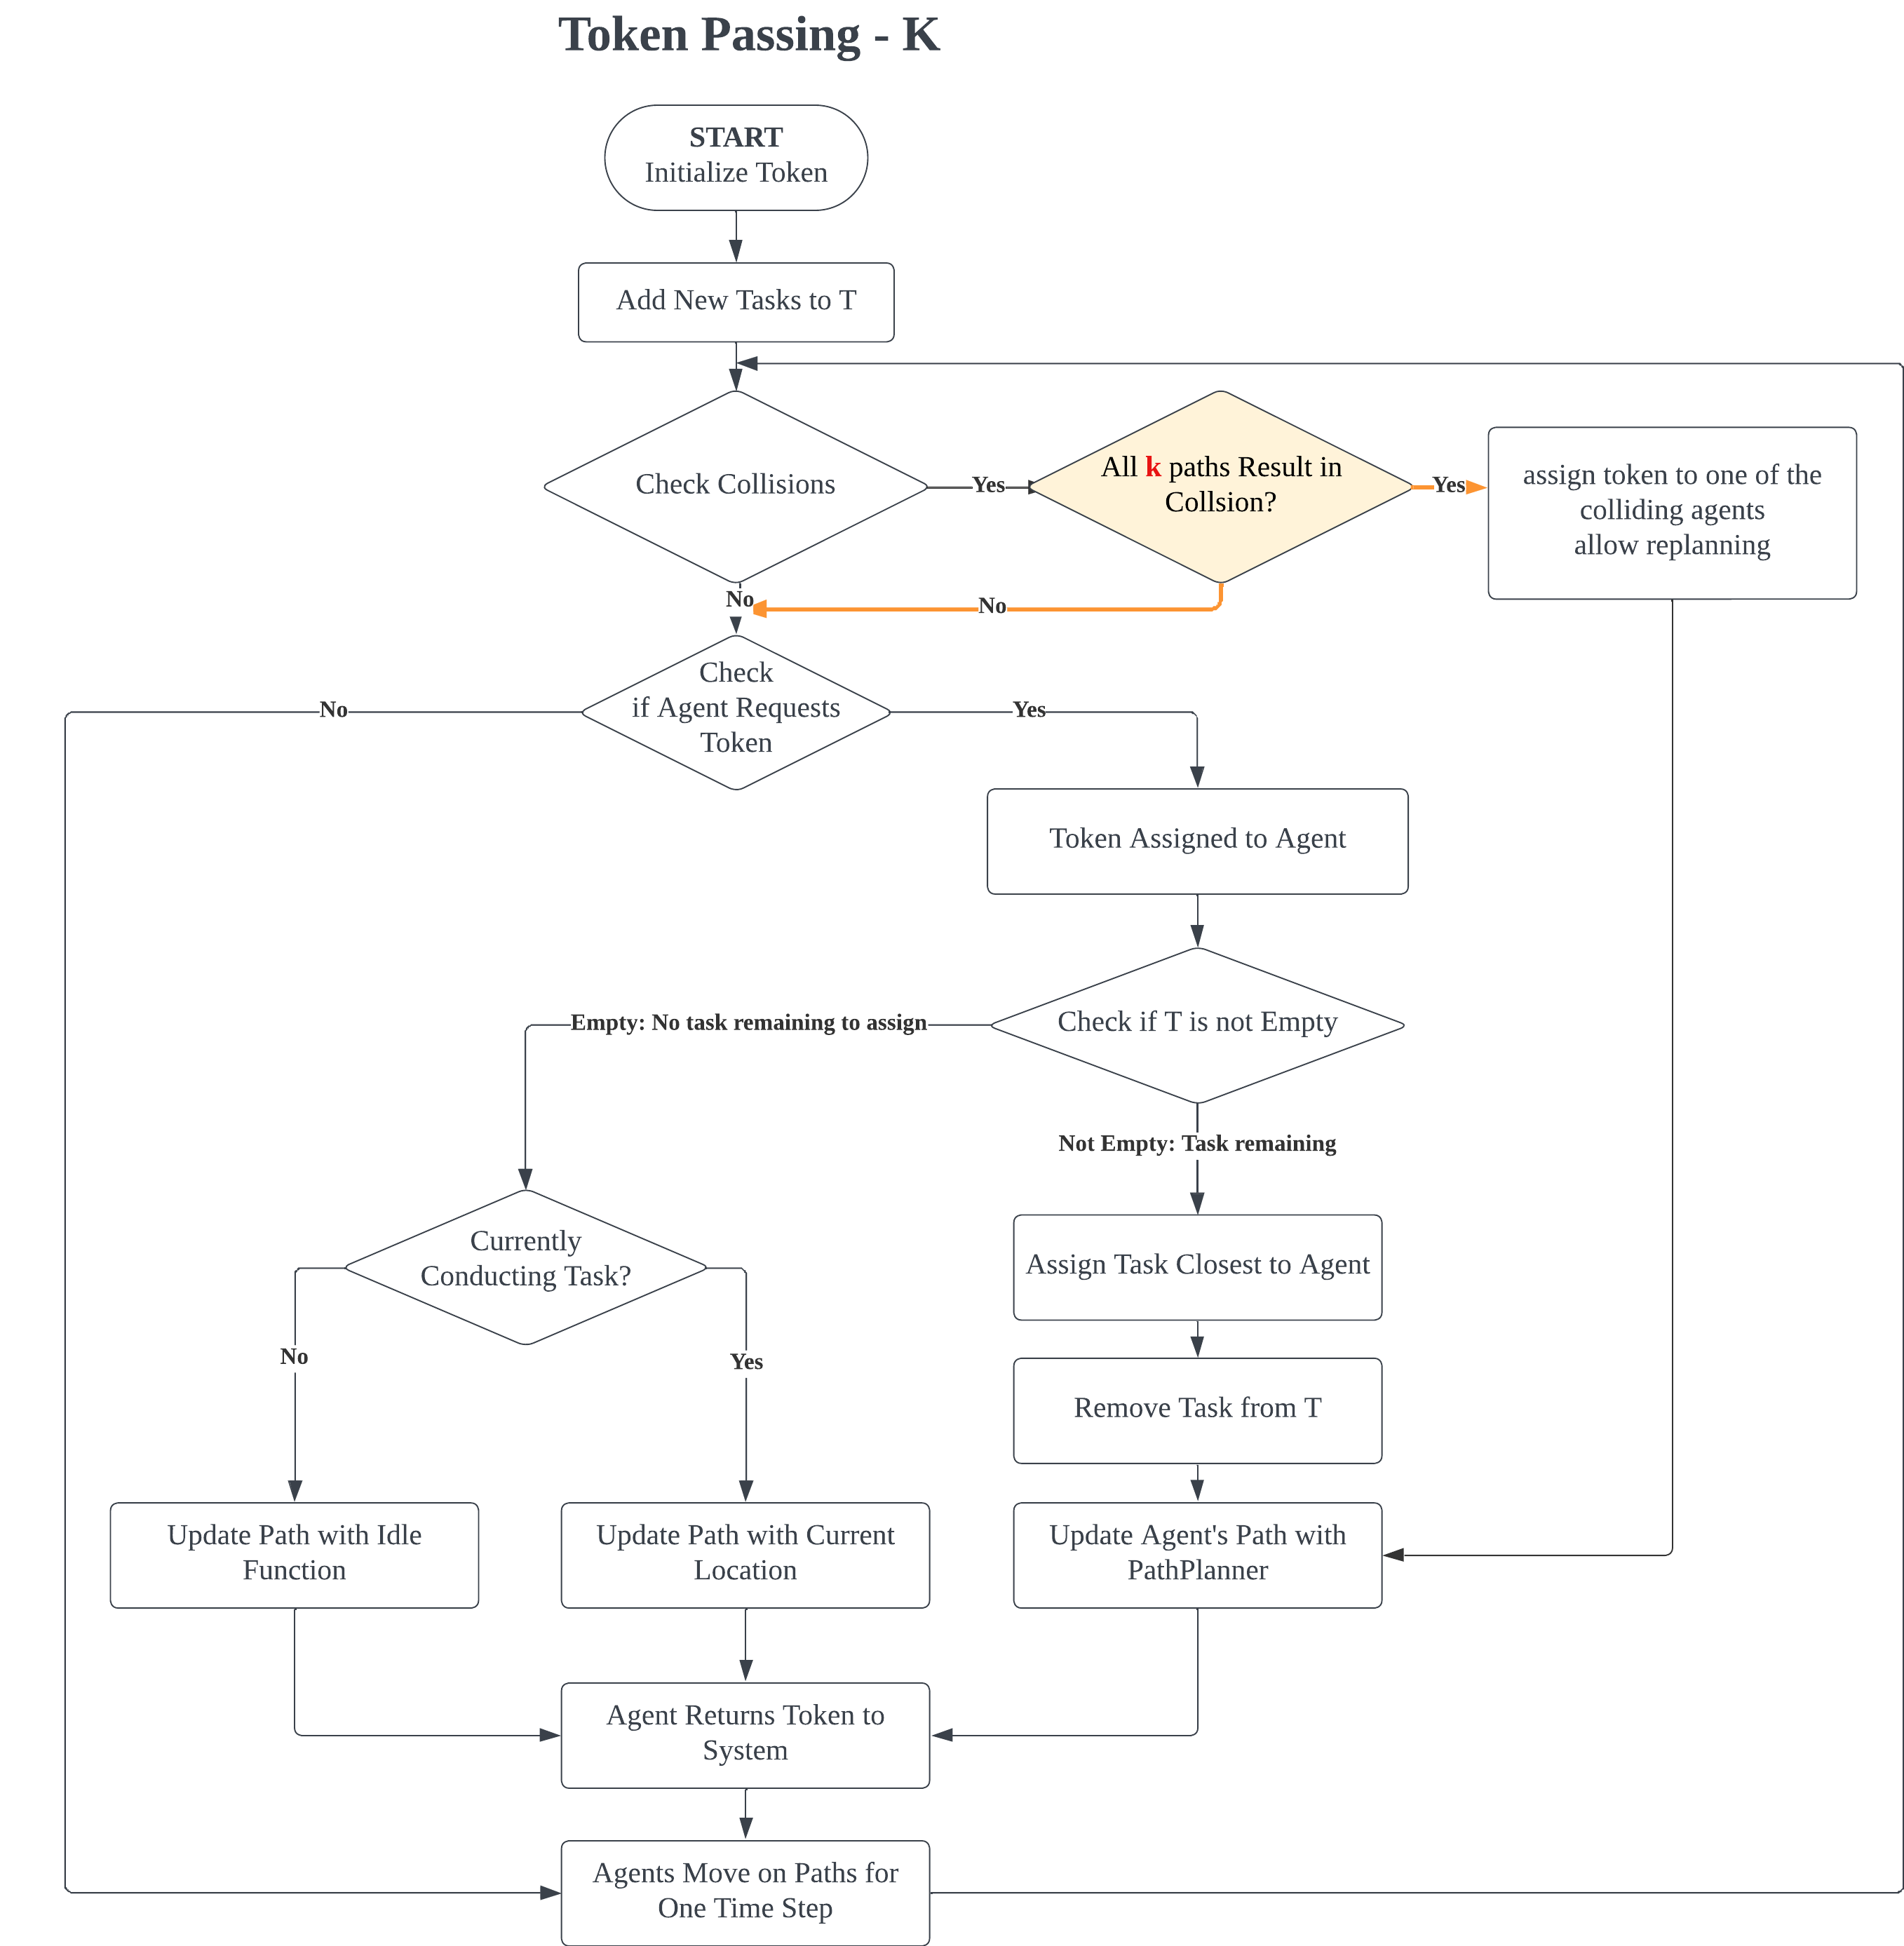 Token Passing - K
START
Initialize Token
Add New Tasks to T
Check Collisions
Yes
All k paths Result in
Collsion?
Yes
assign token to one of the
colliding agents
allow replanning
No
No
Check
if Agent Requests
Token
No
Yes
Token Assigned to Agent
Check if T is not Empty
Empty: No task remaining to assign
Not Empty: Task remaining
Currently
Conducting Task?
No
Yes
Assign Task Closest to Agent
Remove Task from T
Update Path with Idle
Function
Update Path with Current
Location
Update Agent's Path with
PathPlanner
Agent Returns Token to
System
Agents Move on Paths for
One Time Step